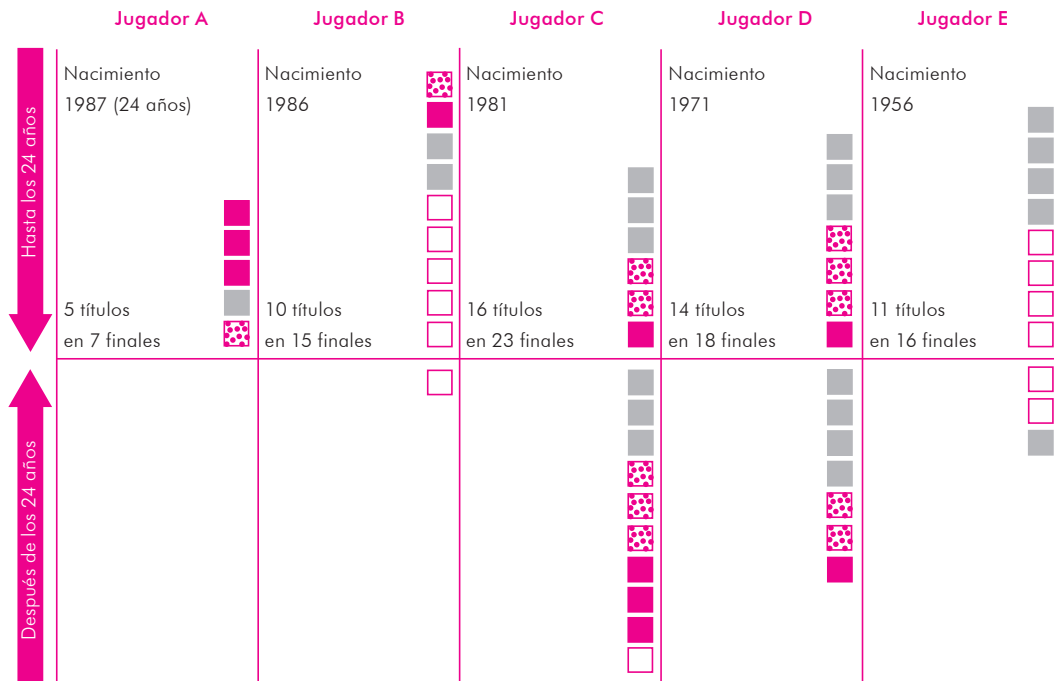 Jugador A
Jugador B
Jugador C
Jugador D
Jugador E
Hasta los 24 años
Nacimiento
1987 (24 años)
5 títulos
en 7 finales
Nacimiento
1986
10 títulos
en 15 finales
Nacimiento
1981
16 títulos
en 23 finales
Nacimiento
1971
14 títulos
en 18 finales
Nacimiento
1956
11 títulos
en 16 finales
Después de los 24 años